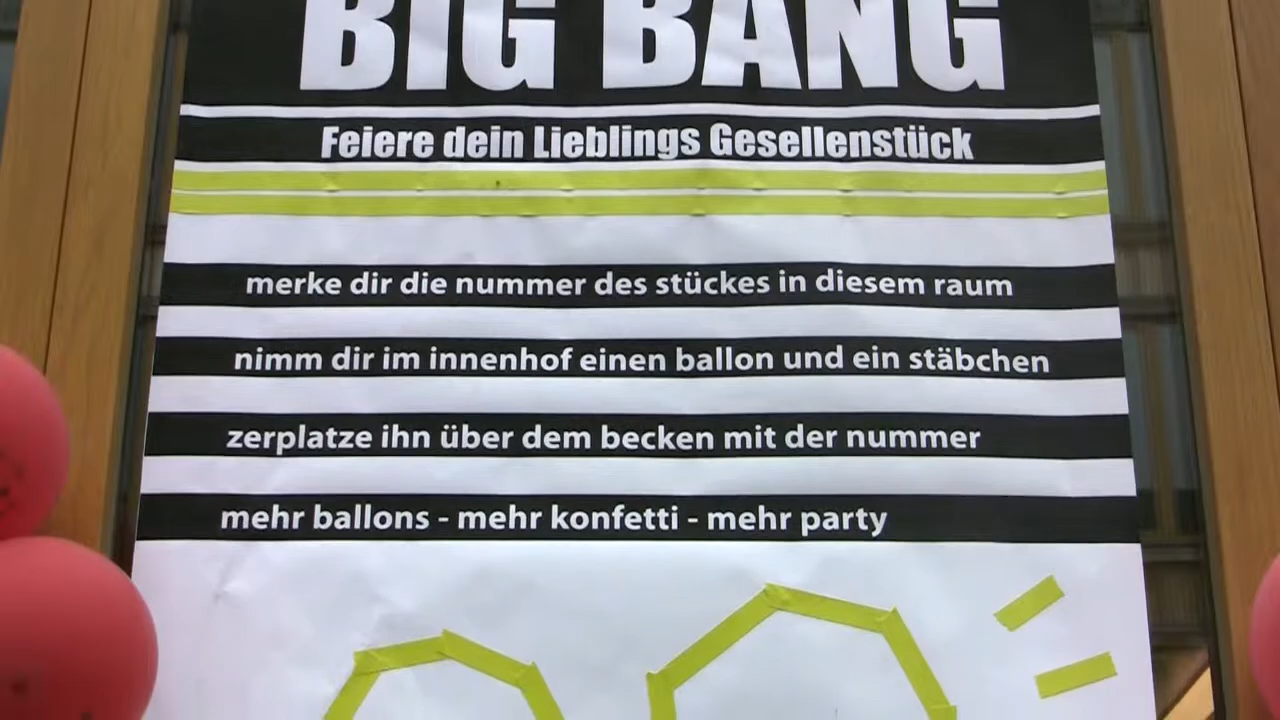 BIG BANG
Feiere dein Lieblings Gesellenstück
merke dir die nummer des stückes in diesem raum
nimm dir im innenhof einen ballon und ein stäbchen
zerplatze ihn über dem becken mit der nummer
mehr ballons - mehr konfetti - mehr party